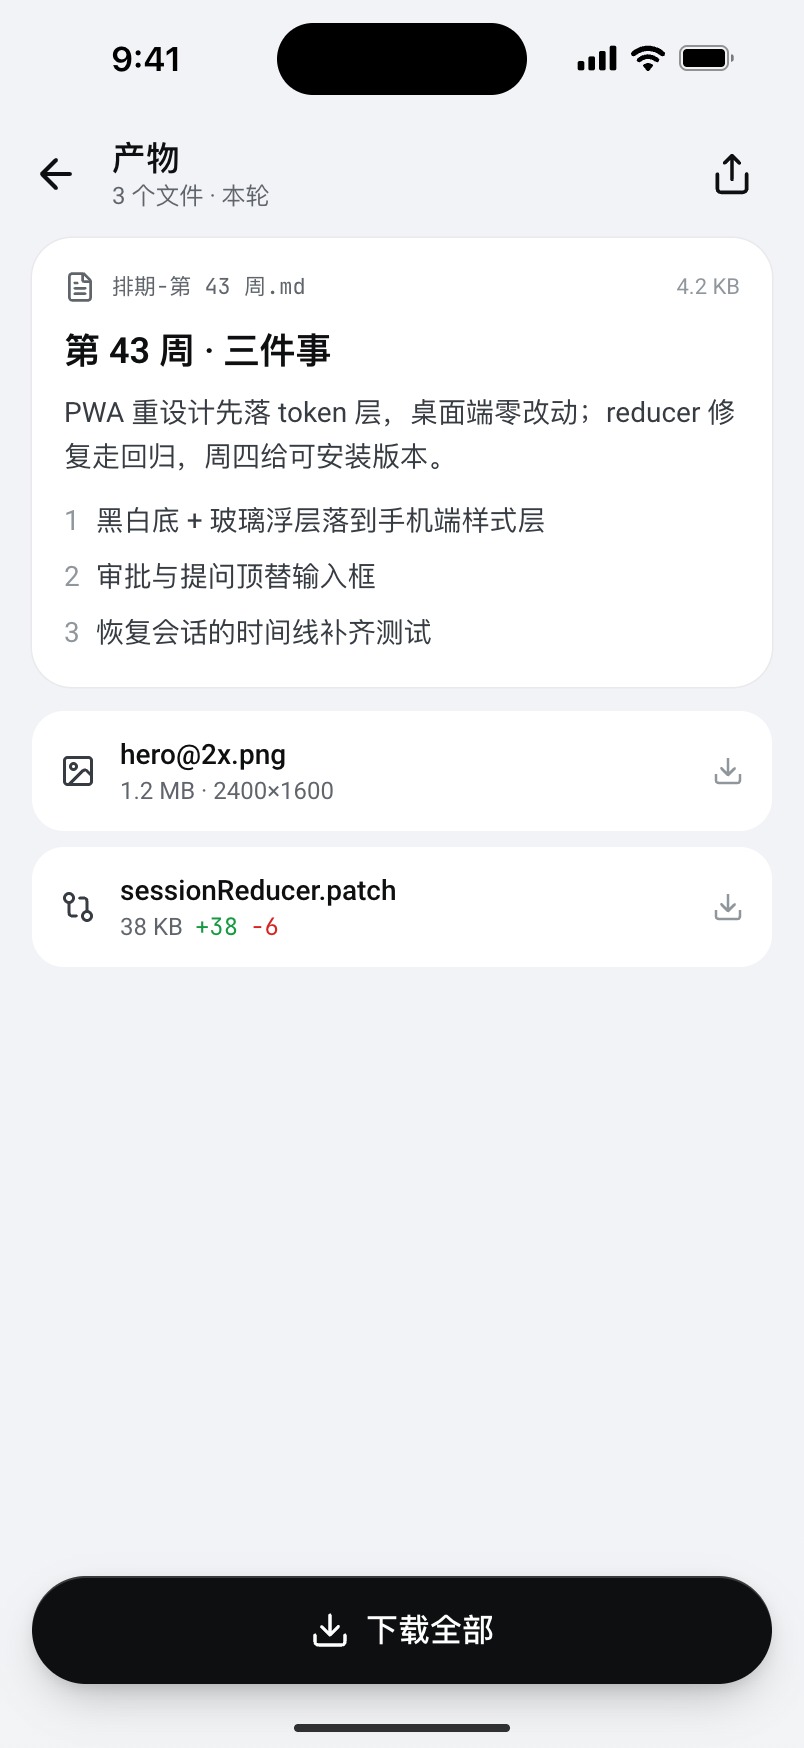 9:41
产物
3 个文件 · 本轮
排期-第 43 周.md
4.2 KB
第 43 周 · 三件事
PWA 重设计先落 token 层，桌面端零改动；reducer 修
复走回归，周四给可安装版本。
1 黑白底 + 玻璃浮层落到手机端样式层
2 审批与提问顶替输入框
3 恢复会话的时间线补齐测试
hero@2x.png
1.2 MB · 2400×1600
sessionReducer.patch
38 KB +38 -6
下载全部